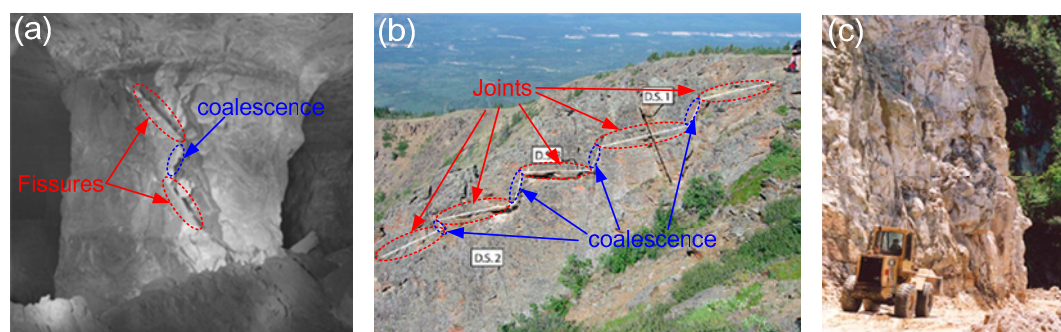 (a)
coalescence
Fissures
(b)
Joints
D.S. 1
coalescence
D.S. 2
(c)